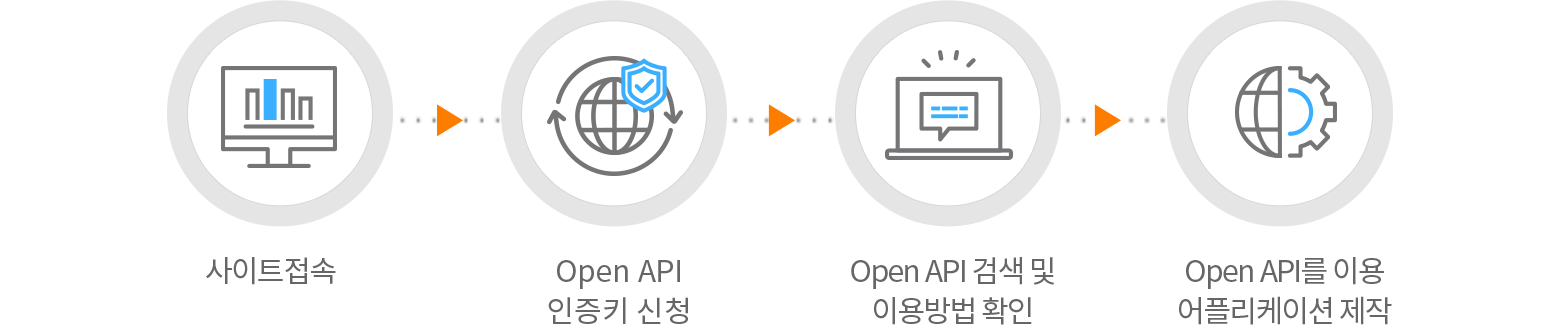 사이트접속
Open API
인증키 신청
Open API 검색 및
이용방법 확인
Open API를 이용
어플리케이션 제작